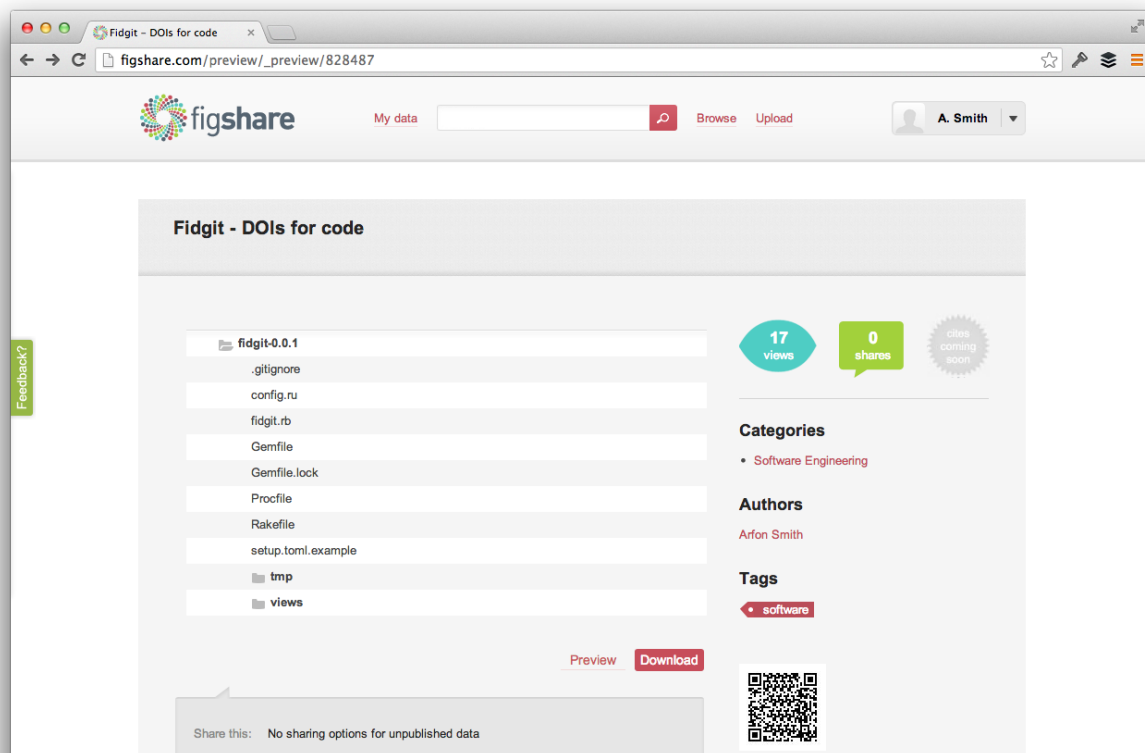 Fidgit - DOIs for code
figshare.com/preview/_preview/828487
figshare
My data
Browse
Upload
A. Smith
Fidgit - DOIs for code
Feedback?
fidgit-0.0.1
.gitignore
config.ru
fidgit.rb
Gemfile
Gemfile.lock
Procfile
Rakefile
setup.toml.example
tmp
views
Preview
Download
Share this: No sharing options for unpublished data
17
views
0
shares
cites
coming
soon
Categories
• Software Engineering
Authors
Arfon Smith
Tags
software